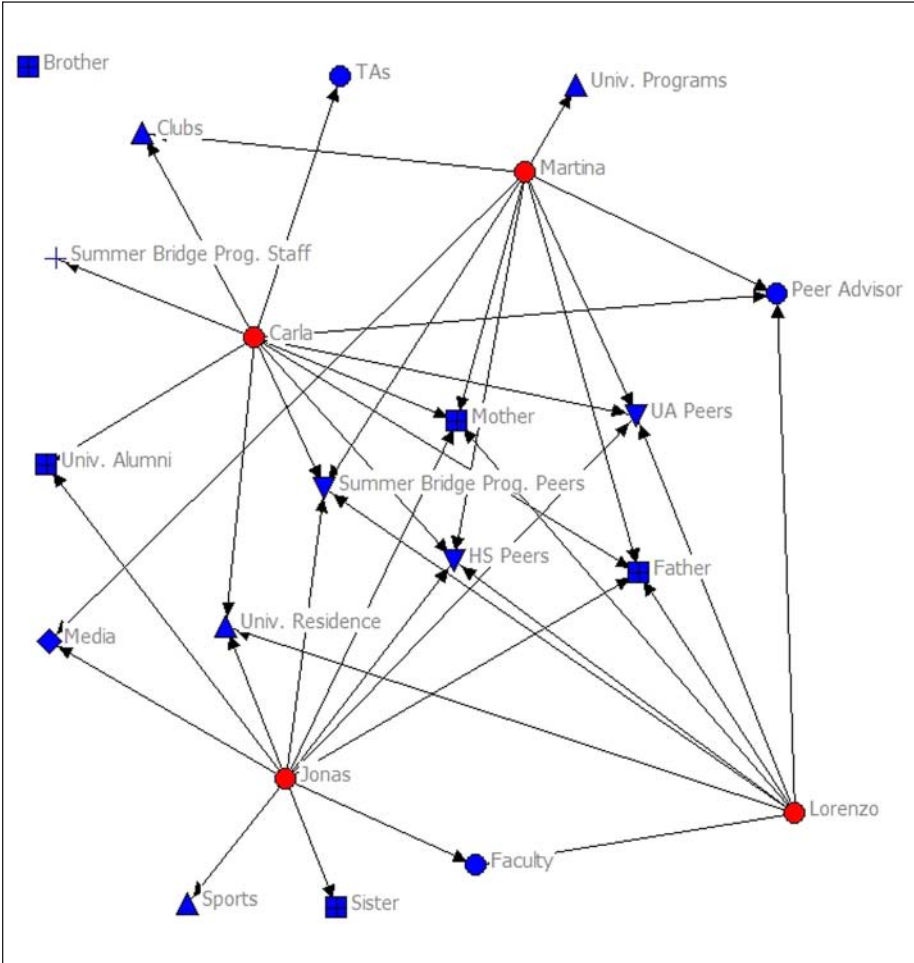 Brother
TAs
Univ. Programs
Clubs
Martina
Summer Bridge Prog. Staff
Peer Advisor
Carla
Mother
UA Peers
Univ. Alumni
Summer Bridge Prog. Peers
HS Peers
Father
Univ. Residence
Media
Jonas
Lorenzo
Faculty
Sports
Sister